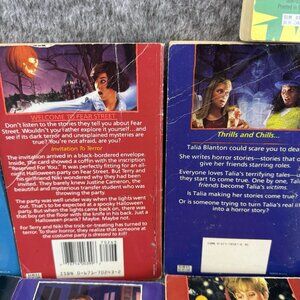 WELCOME TO FEAR STREET
Don't listen to the stories they tell you about Fear
Street. Wouldn't you rather explore it yourself...and
see if its dark terror and unexplained mysteries are
true? You're not afraid, are you?
Invitation To Terror
The invitation arrived in a black-bordered envelope.
Inside, the card showed a coffin with the inscription
"Reserved For You." It was the perfect invitation for an
all-night Halloween party on Fear Street. But Terry and
his girlfriend Niki wondered why they had been
invited. They barely knew Justine Cameron, the
beautiful and mysterious transfer student who was
throwing the party.
The party was well under way when the lights went
out. That's to be expected at a spooky Halloween
party. But when the lights came back on, there was
that boy on the floor with the knife in his back. Just a
Halloween prank? Maybe. Maybe not.
For Terry and Niki the trick-or-treating has turned to
terror. To their horror, they realize that someone at
the costume party is dressed to kill!
ISBN 0-671-70243-2
Thrills and Chills...
Talia Blanton could scare you to dea
She writes horror stories—stories that o
give her friends starring roles.
Everyone loves Talia's terrifying tales—
they start to come true. One by one, T
friends become Talia's victims.
Is Talia making her stories come true?
Or is someone trying to turn Talia's
into a horror story?